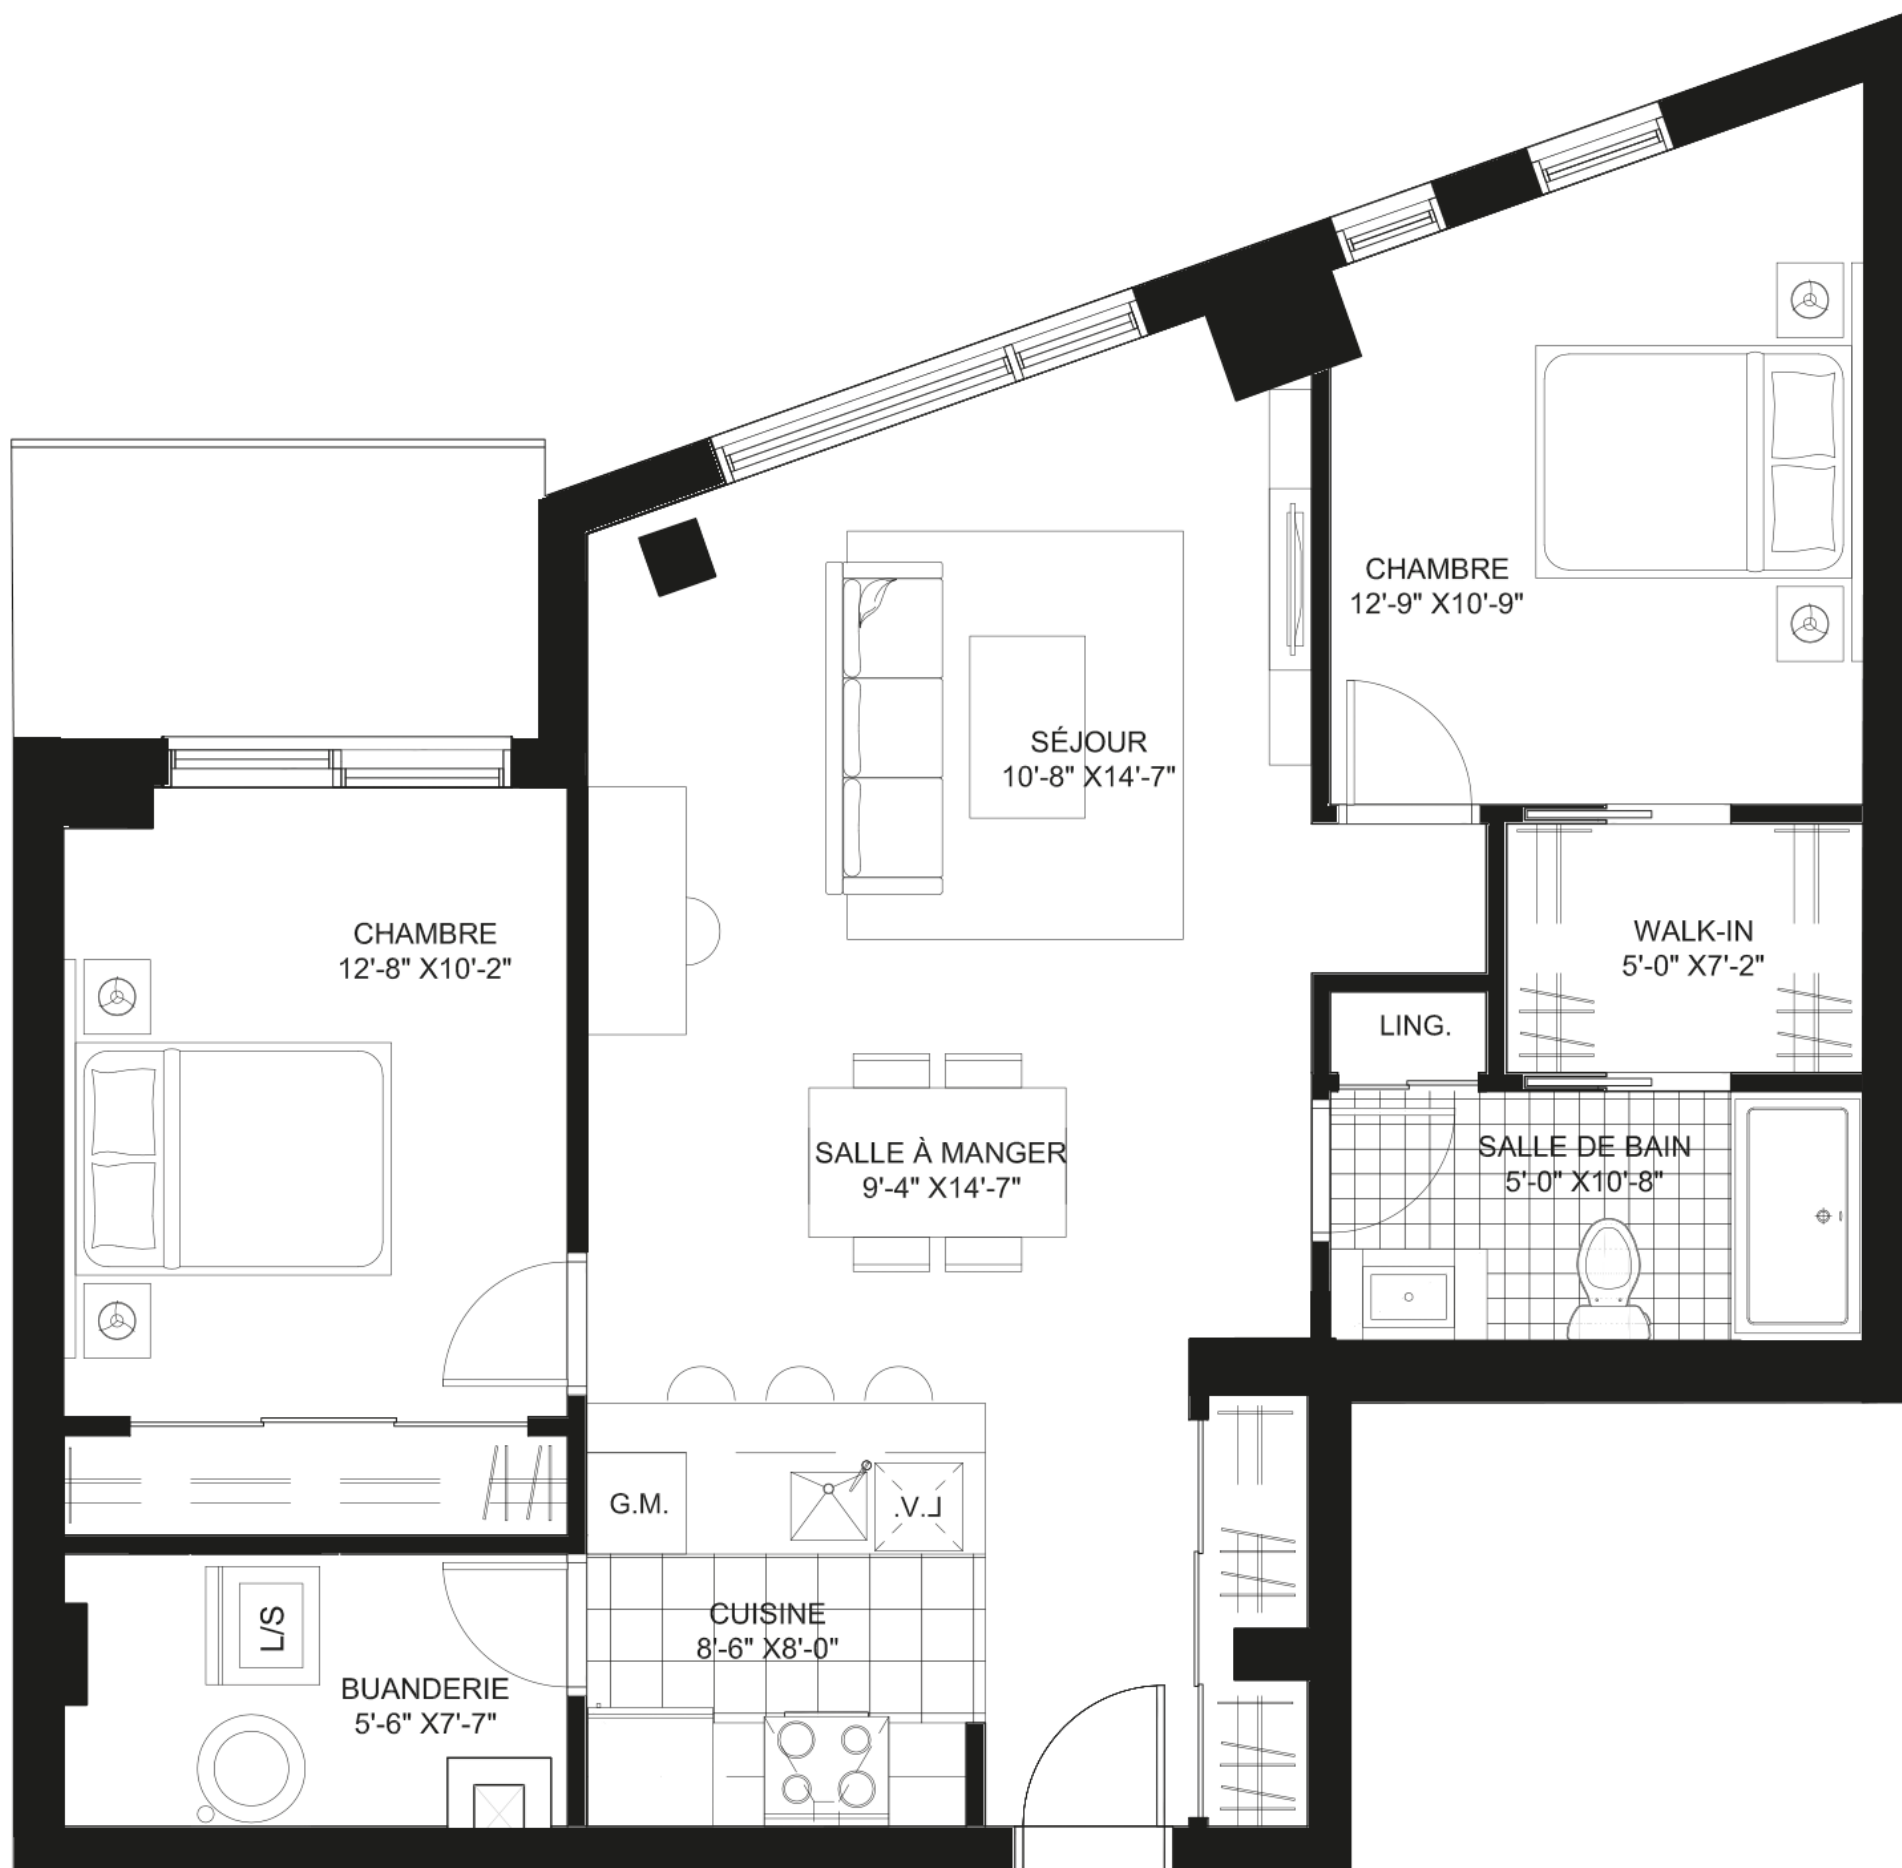 CHAMBRE
12'-9" X10'-9"
SÉJOUR
10'-8" X14'-7"
CHAMBRE
12'-8" X10'-2"
WALK-IN
5'-0" X7'-2"
LING.
SALLE À MANGER
9'-4" X14'-7"
SALLE DE BAIN
5'-0" X10'-8"
G.M.
L.V.
CUISINE
8'-6" X8'-0"
L/S
BUANDERIE
5'-6" X7'-7"